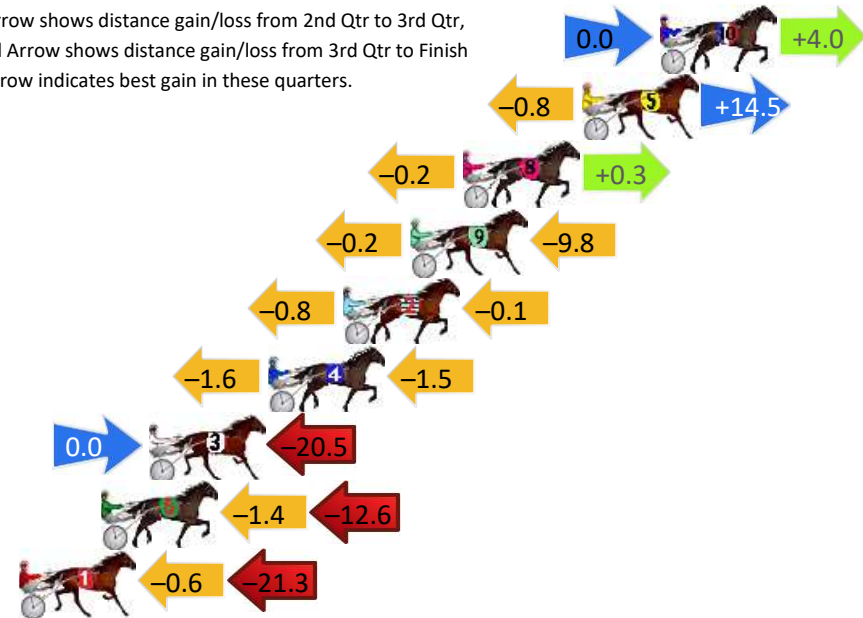 rrow shows distance gain/loss from 2nd Qtr to 3rd Qtr,
Arrow shows distance gain/loss from 3rd Qtr to Finish
rrow indicates best gain in these quarters.
0.0 10 +4.0
–0.8 5 +14.5
–0.2 8 +0.3
–0.2 9 –9.8
–0.8 –0.1
–1.6 4 –1.5
0.0 3 –20.5
–1.4 –12.6
1 –0.6 –21.3